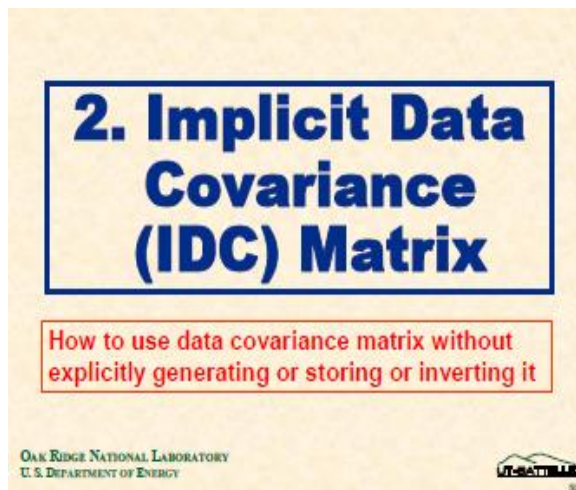 2. Implicit Data
Covariance
(IDC) Matrix
How to use data covariance matrix without
explicitly generating or storing or inverting it
OAK RIDGE NATIONAL LABORATORY
U. S. DEPARTMENT OF ENERGY
UT-BATTELLE